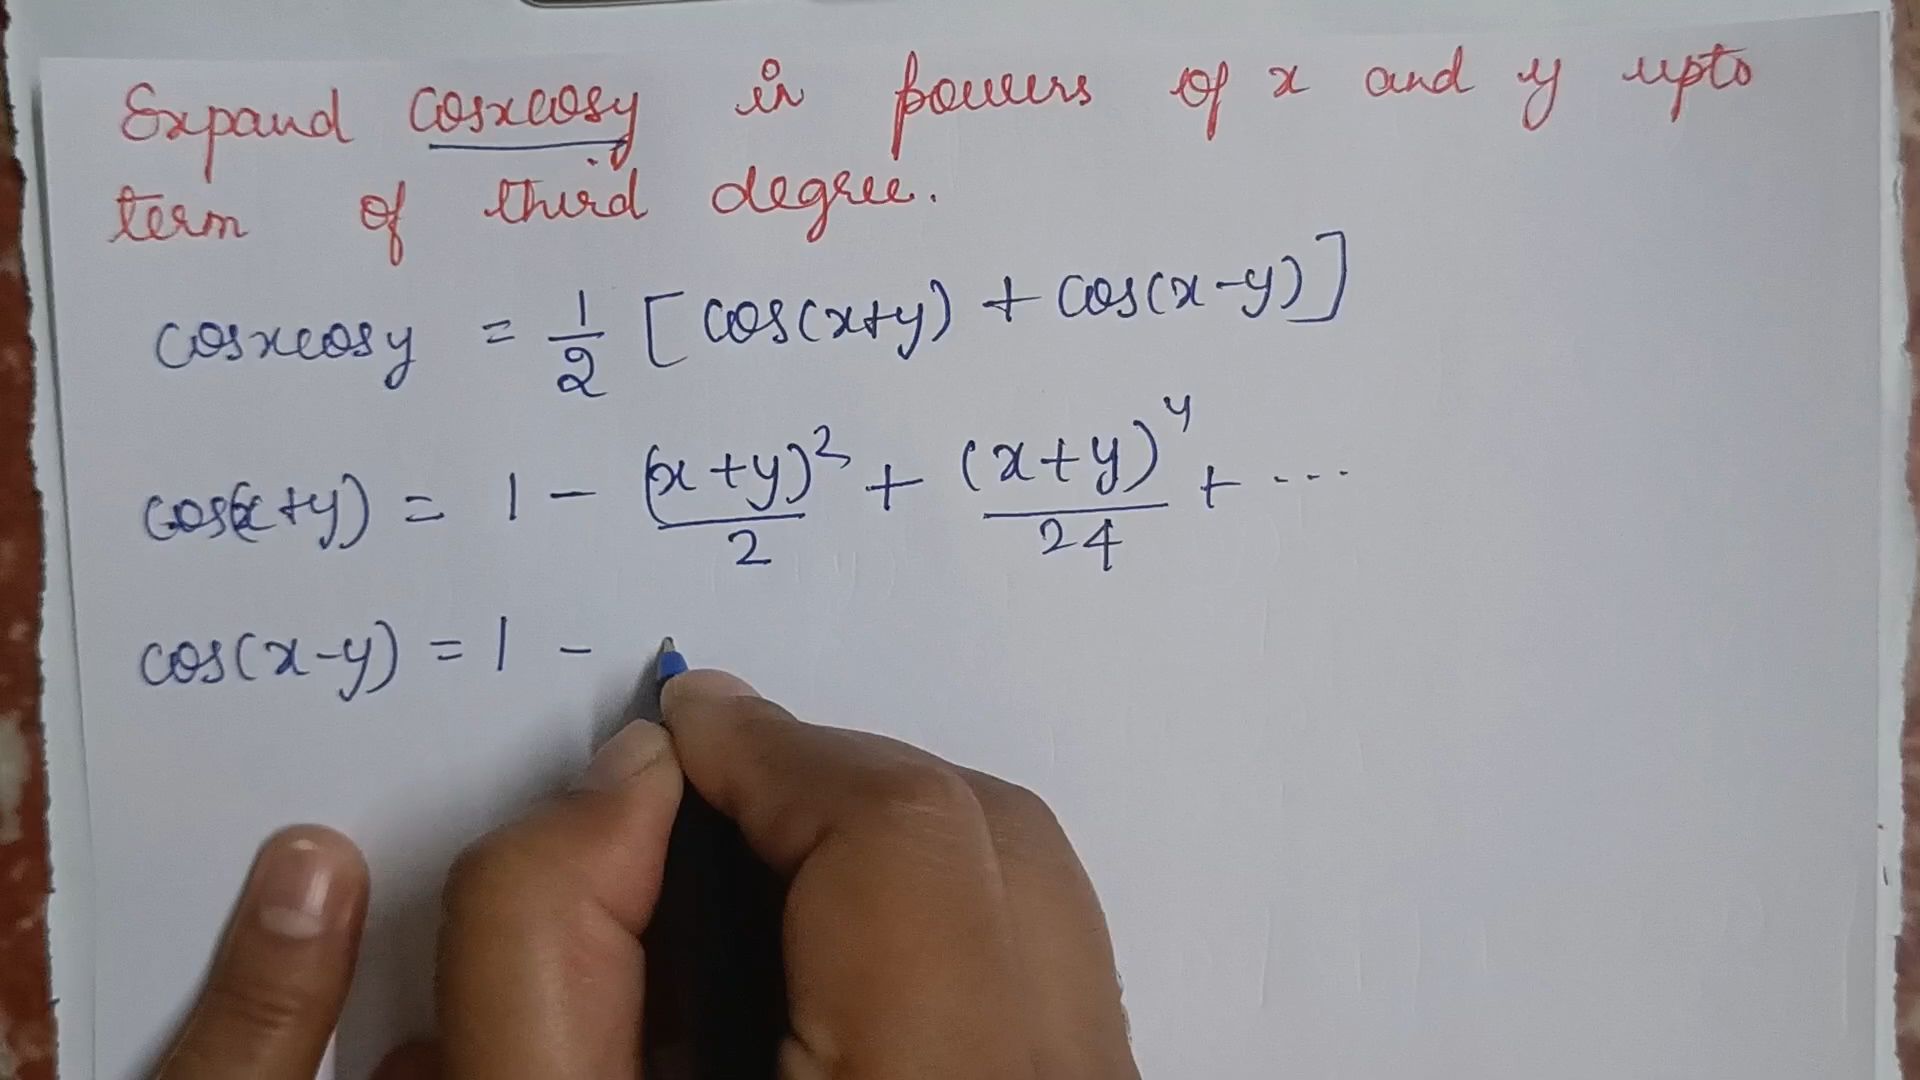 Expand cosxcosy in powers of x and y upto
term of third degree.
cosxcosy = 1/2 [cos(x+y) + cos(x-y)]
cos(x+y) = 1 - (x+y)²/2 + (x+y)⁴/24 + ...
cos(x-y) = 1 -